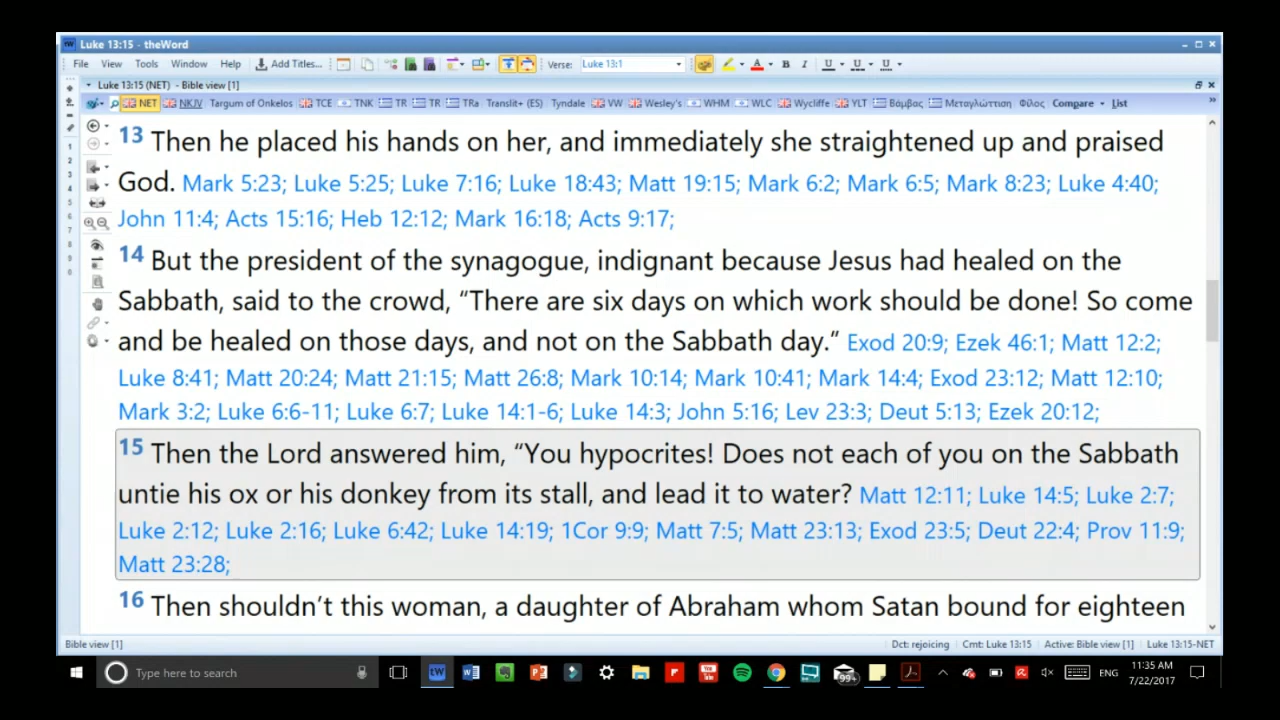 Luke 13:15 - theWord
File View Tools Window Help Add Titles... Verse: Luke 13:1 A B I U U U
Luke 13:15 (NET) - Bible view [1]
NET NKJV Targum of Onkelos TCE TNK TR TR TRa Translit+ (ES) Tyndale VW Wesley's WHM WLC Wycliffe YLT Βάμβας Μεταγλώττιση Φίλος Compare List
13 Then he placed his hands on her, and immediately she straightened up and praised
God. Mark 5:23; Luke 5:25; Luke 7:16; Luke 18:43; Matt 19:15; Mark 6:2; Mark 6:5; Mark 8:23; Luke 4:40;
John 11:4; Acts 15:16; Heb 12:12; Mark 16:18; Acts 9:17;
14 But the president of the synagogue, indignant because Jesus had healed on the
Sabbath, said to the crowd, “There are six days on which work should be done! So come
and be healed on those days, and not on the Sabbath day.” Exod 20:9; Ezek 46:1; Matt 12:2;
Luke 8:41; Matt 20:24; Matt 21:15; Matt 26:8; Mark 10:14; Mark 10:41; Mark 14:4; Exod 23:12; Matt 12:10;
Mark 3:2; Luke 6:6-11; Luke 6:7; Luke 14:1-6; Luke 14:3; John 5:16; Lev 23:3; Deut 5:13; Ezek 20:12;
15 Then the Lord answered him, “You hypocrites! Does not each of you on the Sabbath
untie his ox or his donkey from its stall, and lead it to water? Matt 12:11; Luke 14:5; Luke 2:7;
Luke 2:12; Luke 2:16; Luke 6:42; Luke 14:19; 1Cor 9:9; Matt 7:5; Matt 23:13; Exod 23:5; Deut 22:4; Prov 11:9;
Matt 23:28;
16 Then shouldn’t this woman, a daughter of Abraham whom Satan bound for eighteen
Bible view [1] Dct: rejoicing Cmt: Luke 13:15 Active: Bible view [1] Luke 13:15-NET
Type here to search 99+ ENG 11:35 AM
7/22/2017